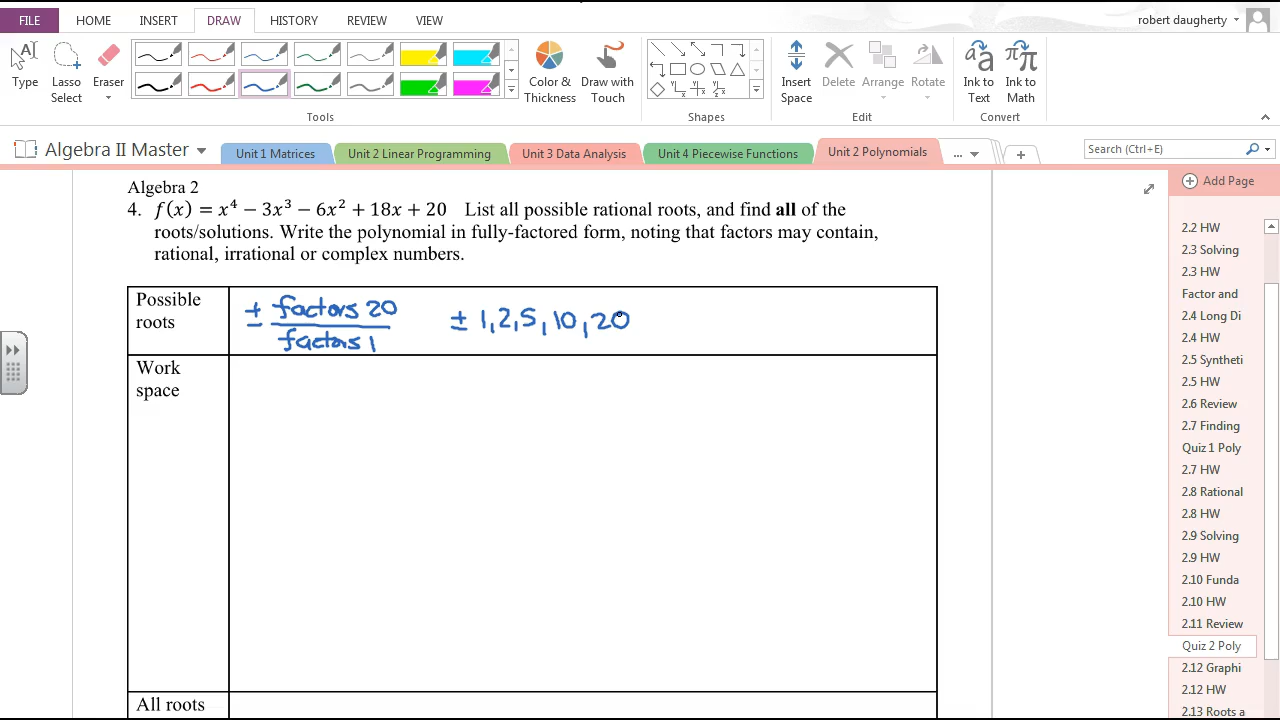 FILE HOME INSERT DRAW HISTORY REVIEW VIEW robert daugherty
Type Lasso Select Eraser Color & Thickness Draw with Touch Insert Space Delete Arrange Rotate Ink to Text Ink to Math
Tools Shapes Edit Convert
Algebra II Master Unit 1 Matrices Unit 2 Linear Programming Unit 3 Data Analysis Unit 4 Piecewise Functions Unit 2 Polynomials ... Search (Ctrl+E)
Add Page
Algebra 2
4. f(x) = x⁴ − 3x³ − 6x² + 18x + 20 List all possible rational roots, and find all of the
roots/solutions. Write the polynomial in fully-factored form, noting that factors may contain,
rational, irrational or complex numbers.
Possible
roots
± factors 20
factors 1
± 1,2,5,10,20
Work
space
All roots
2.2 HW
2.3 Solving
2.3 HW
Factor and
2.4 Long Di
2.4 HW
2.5 Syntheti
2.5 HW
2.6 Review
2.7 Finding
Quiz 1 Poly
2.7 HW
2.8 Rational
2.8 HW
2.9 Solving
2.9 HW
2.10 Funda
2.10 HW
2.11 Review
Quiz 2 Poly
2.12 Graphi
2.12 HW
2.13 Roots a